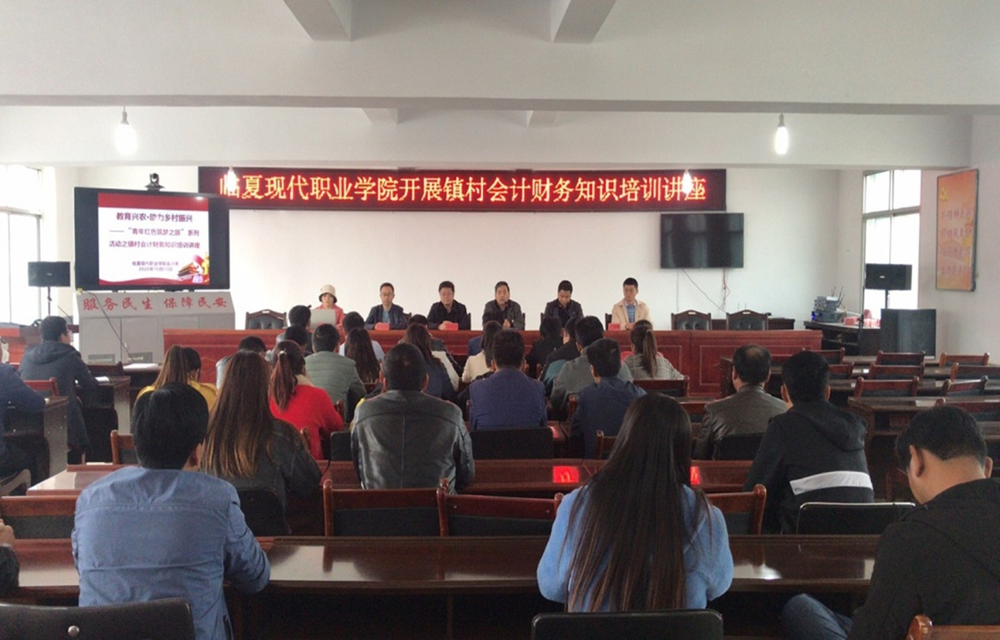 临夏现代职业学院开展镇村会计财务知识培训讲座
教育兴农·助力乡村振兴
——“青年红色筑梦之旅”系列
活动之镇村会计财务知识培训讲座
服务民生 保障民安